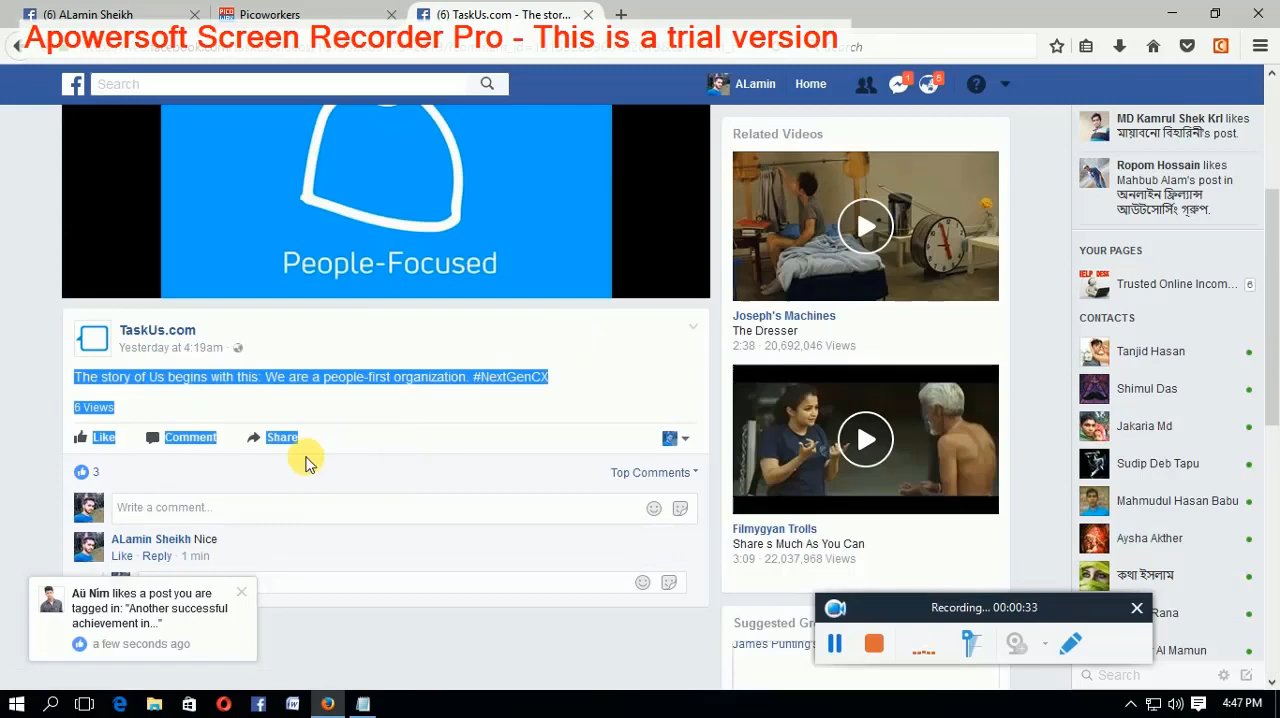 (6) ALamin Sheikh
Picoworkers
(6) TaskUs.com - The story...
Apowersoft Screen Recorder Pro - This is a trial version
Search
ALamin
Home
1
6
People-Focused
TaskUs.com
Yesterday at 4:19am
The story of Us begins with this: We are a people-first organization. #NextGenCX
6 Views
Like
Comment
Share
3
Top Comments
Write a comment...
ALamin Sheikh Nice
Like · Reply · 1 min
Aü Nim likes a post you are
tagged in: "Another successful
achievement in..."
a few seconds ago
Related Videos
Joseph's Machines
The Dresser
2:38 · 20,692,046 Views
Filmygyan Trolls
Share s Much As You Can
3:09 · 22,037,968 Views
Suggested Gr
James Punting's
MD Kamrul Shek Krl likes
মায়াবনো বিহারিনী's post.
Ropom Hossain likes
Mahbub Alam's post in
অনলাইন ফ্রিল্যান্স
আউটসোর্সিং গ্রুপ.
YOUR PAGES
HELP DESK
Trusted Online Incom...
6
CONTACTS
Tanjid Hasan
Shimul Das
Jakaria Md
Sudip Deb Tapu
Mahmudul Hasan Babu
Aysha Akther
কথা ইসলাম
Rana
Al Mamun
Search
Recording... 00:00:33
4:47 PM